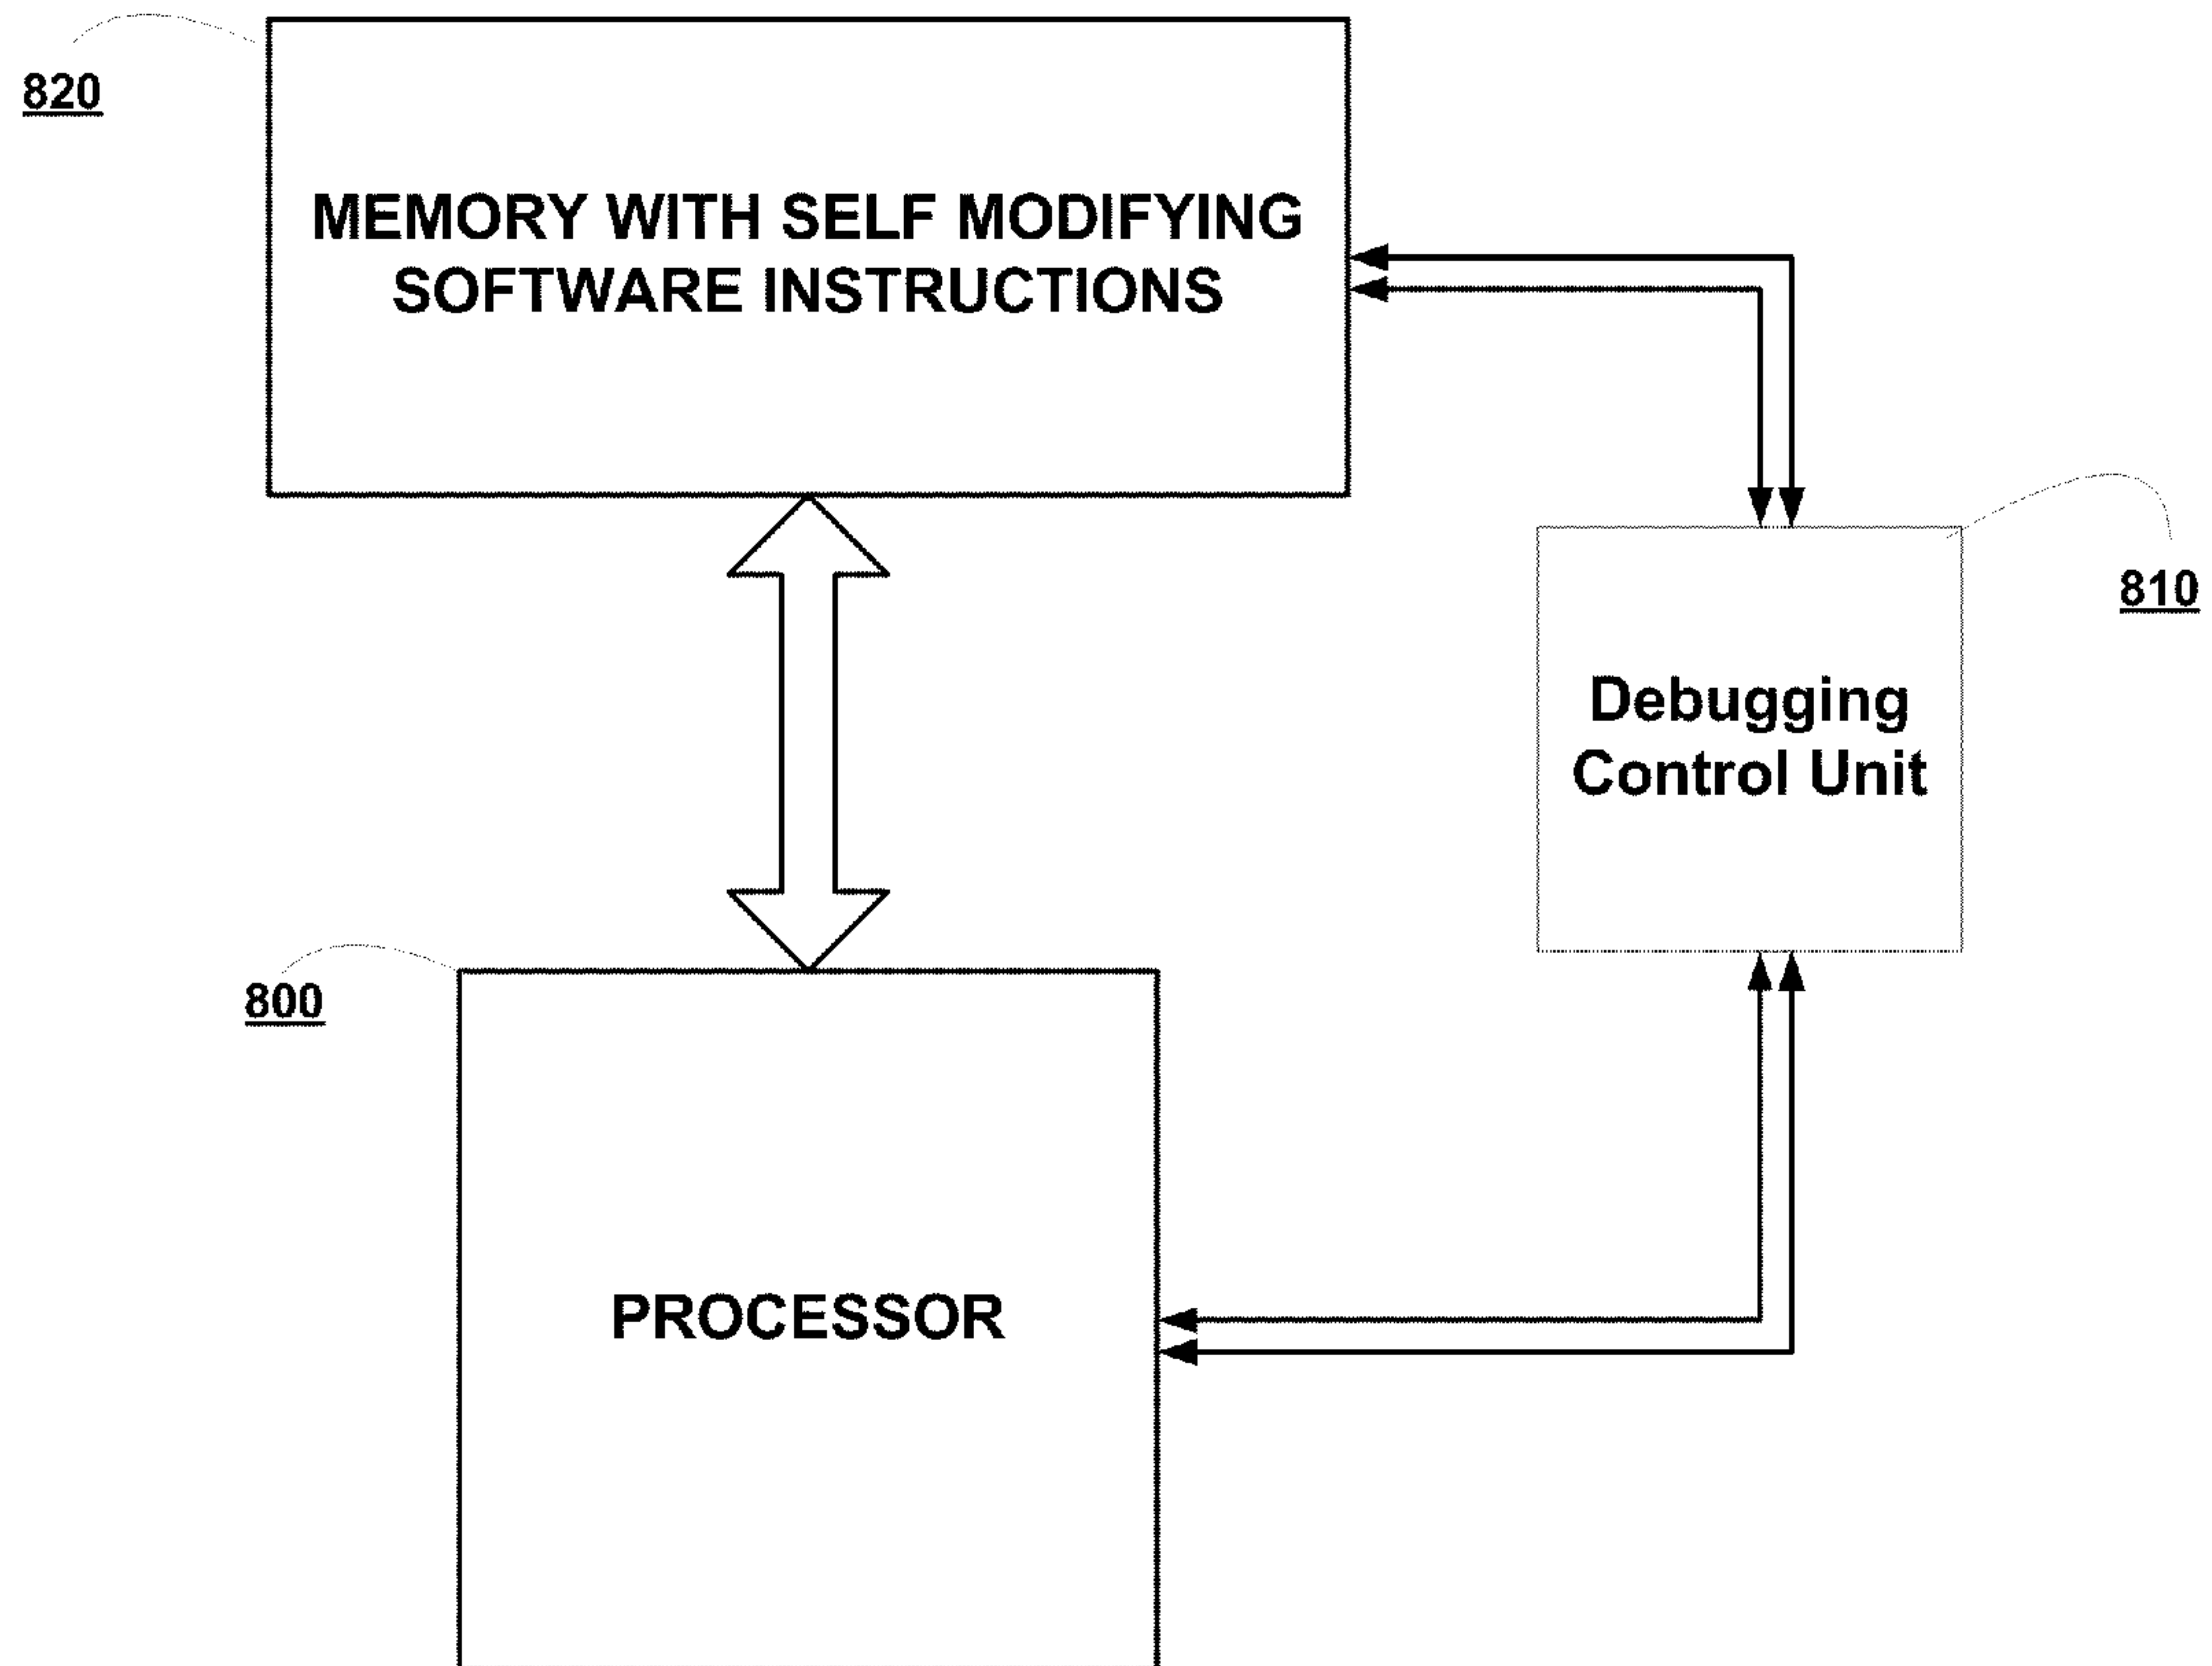 820
MEMORY WITH SELF MODIFYING
SOFTWARE INSTRUCTIONS
810
Debugging
Control Unit
800
PROCESSOR